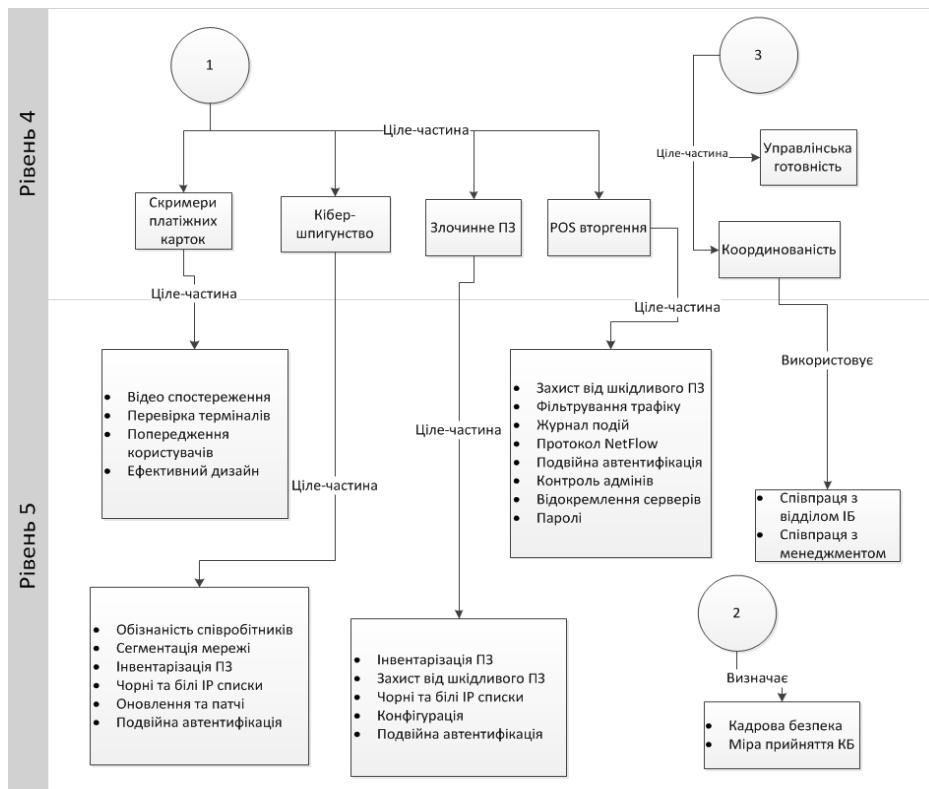 Рівень 4
1
3
Ціле-частина
Ціле-частина
Управлінська
готовність
Скримери
платіжних
карток
Кібер-
шпигунство
Злочинне ПЗ
POS вторгення
Координованість
Рівень 5
Ціле-частина
Ціле-частина
Використовує
• Відео спостереження
• Перевірка терміналів
• Попередження
користувачів
• Ефективний дизайн
• Захист від шкідливого ПЗ
• Фільтрування трафіку
• Журнал подій
• Протокол NetFlow
• Подвійна автентифікація
• Контроль адмінів
• Відокремлення серверів
• Паролі
Ціле-частина
Ціле-частина
• Співпраця з
відділом ІБ
• Співпраця з
менеджментом
• Обізнаність співробітників
• Сегментація мережі
• Інвентарізація ПЗ
• Чорні та білі IP списки
• Оновлення та патчі
• Подвійна автентифікація
• Інвентарізація ПЗ
• Захист від шкідливого ПЗ
• Чорні та білі IP списки
• Конфігурація
• Подвійна автентифікація
2
Визначає
• Кадрова безпека
• Міра прийняття КБ